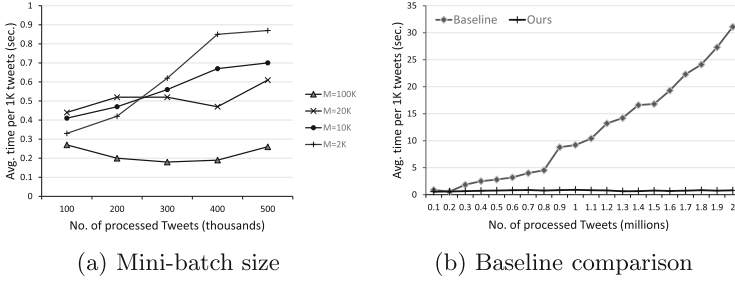 Avg. time per 1K tweets (sec.)
1
0.9
0.8
0.7
0.6
0.5
0.4
0.3
0.2
0.1
0
100 200 300 400 500
No. of processed Tweets (thousands)
M=100K
M=20K
M=10K
M=2K
(a) Mini-batch size
Avg. time per 1K tweets (sec.)
35
30
25
20
15
10
5
0
Baseline Ours
0.1 0.2 0.3 0.4 0.5 0.6 0.7 0.8 0.9 1 1.1 1.2 1.3 1.4 1.5 1.6 1.7 1.8 1.9 2
No. of processed Tweets (millions)
(b) Baseline comparison